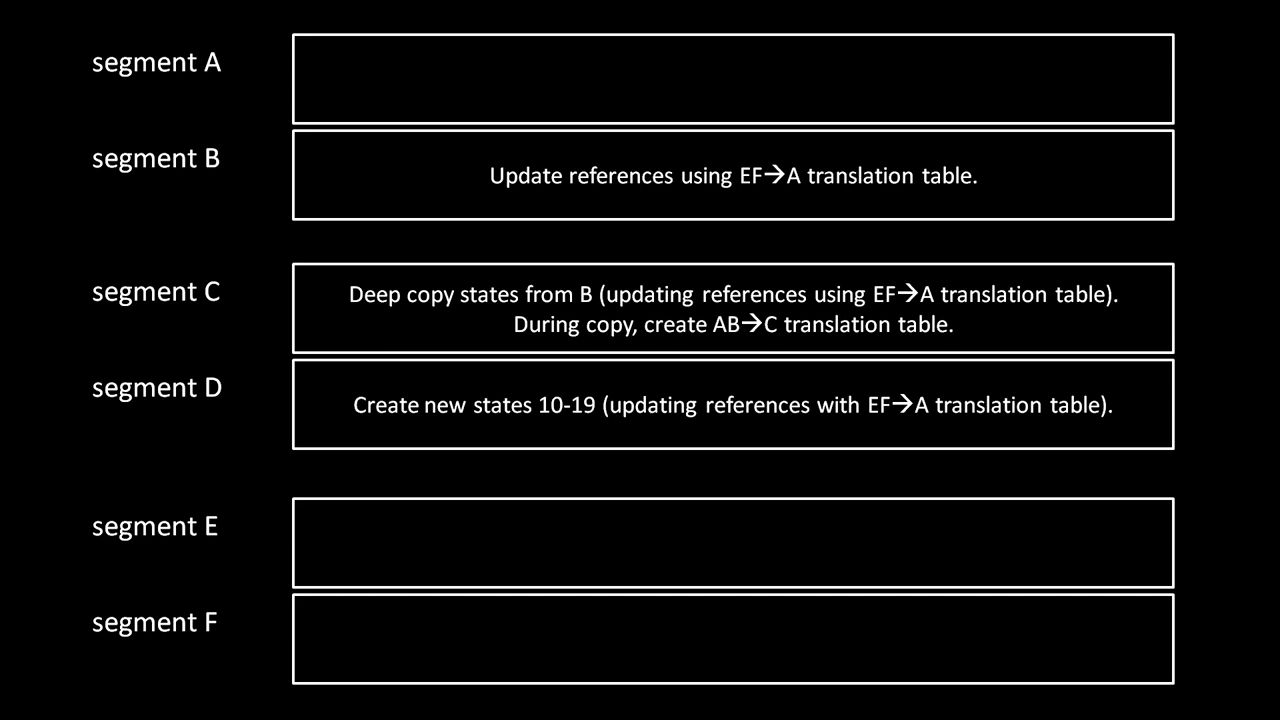 segment A
segment B
Update references using EF→A translation table.
segment C
Deep copy states from B (updating references using EF→A translation table).
During copy, create AB→C translation table.
segment D
Create new states 10-19 (updating references with EF→A translation table).
segment E
segment F